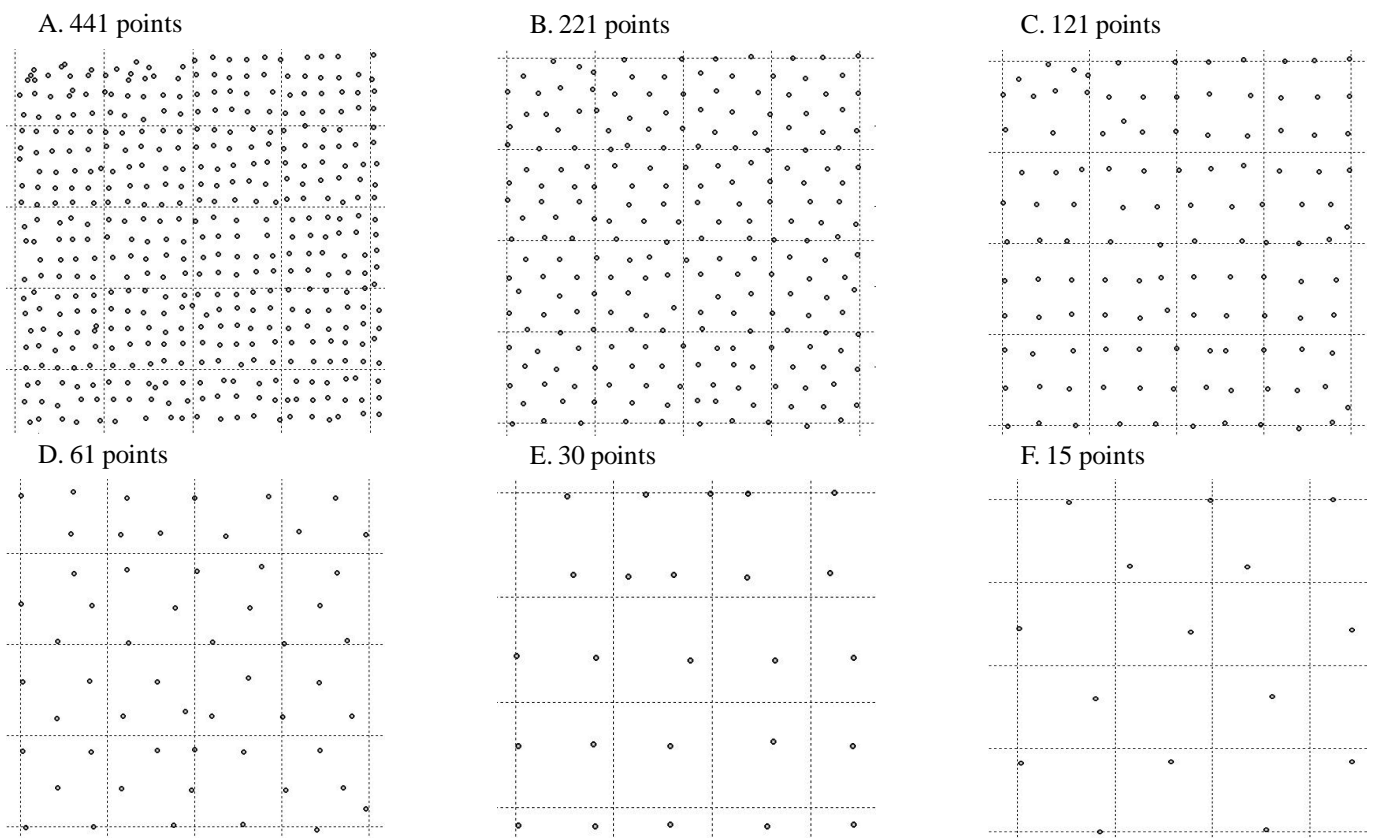 A. 441 points
B. 221 points
C. 121 points
D. 61 points
E. 30 points
F. 15 points